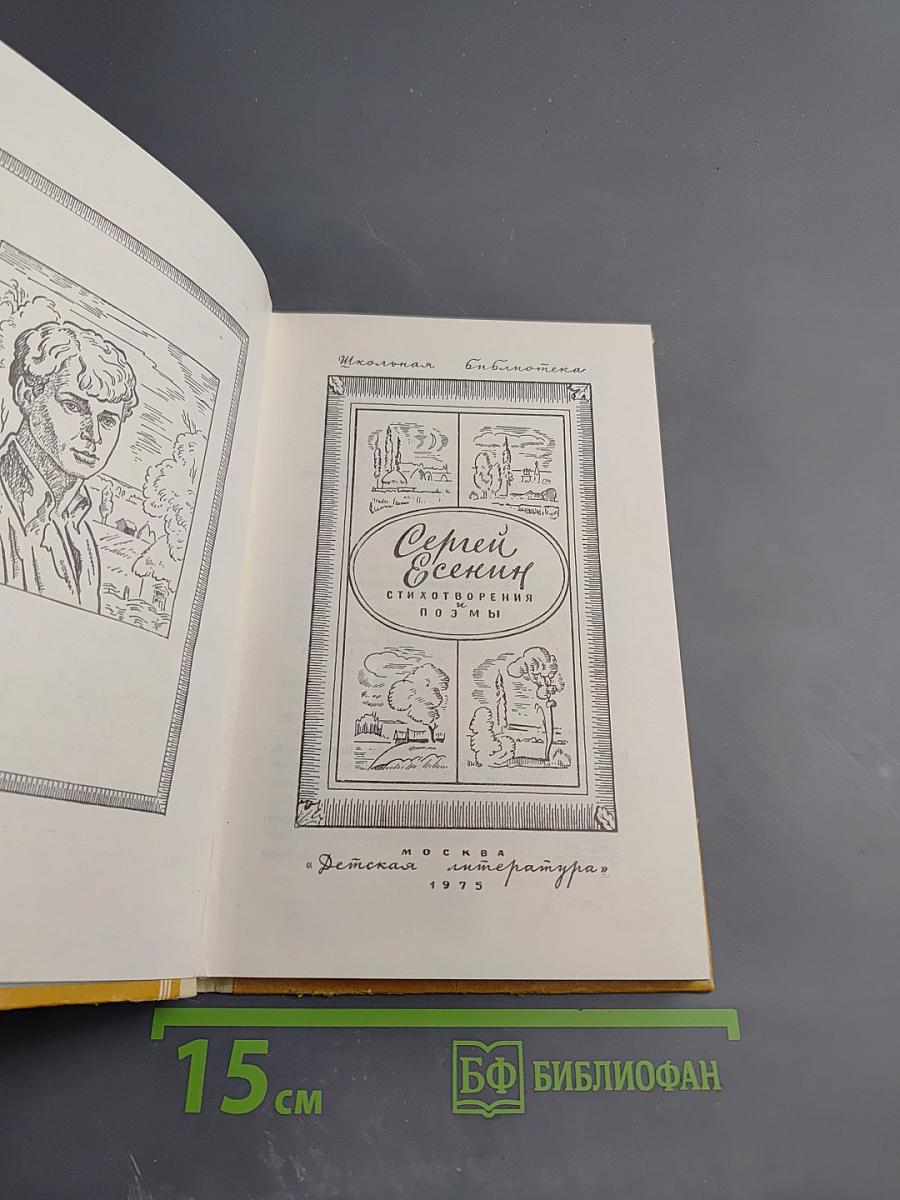 Школьная библиотека
Сергей
Есенин
СТИХОТВОРЕНИЯ
и
ПОЭМЫ
МОСКВА
«Детская литература»
1975
15 см
БФ БИБЛИОФАН